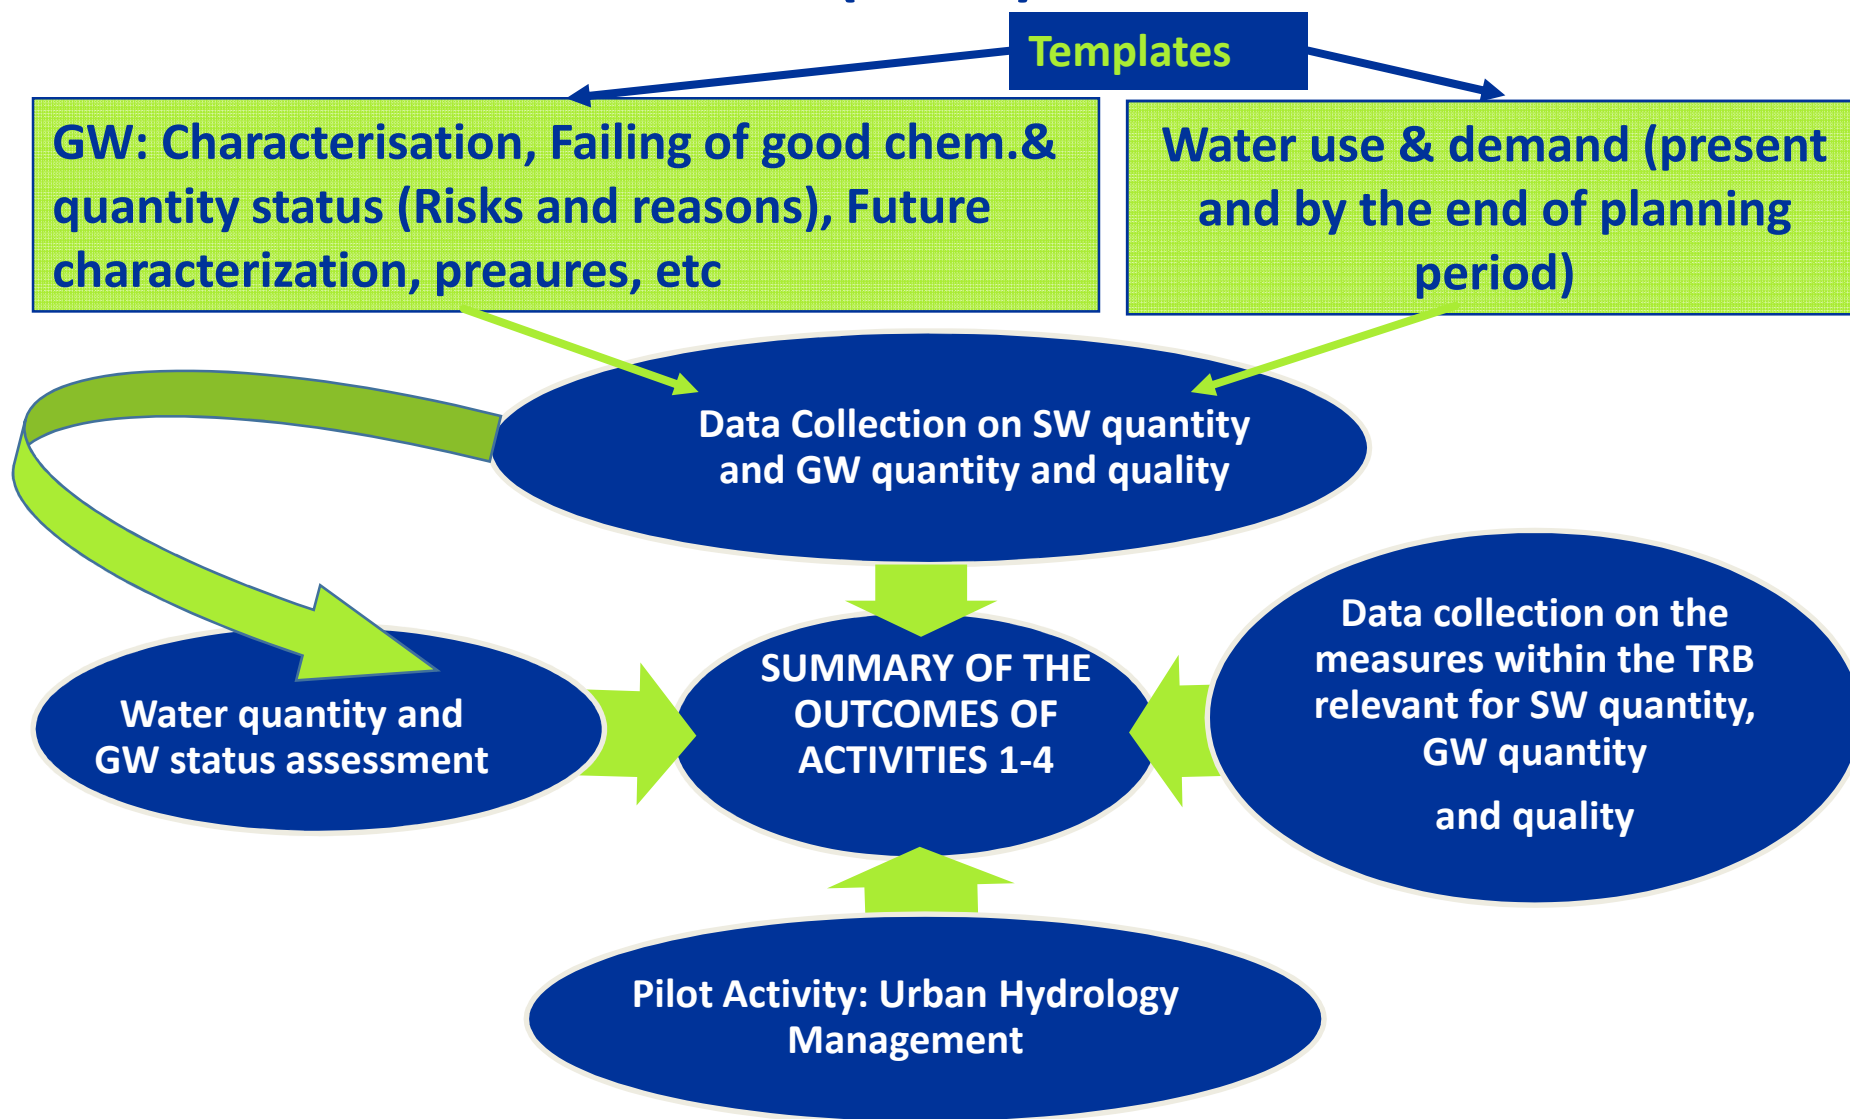 Templates
GW: Characterisation, Failing of good chem.&
quantity status (Risks and reasons), Future
characterization, preaures, etc
Water use & demand (present
and by the end of planning
period)
Data Collection on SW quantity
and GW quantity and quality
Water quantity and
GW status assessment
SUMMARY OF THE
OUTCOMES OF
ACTIVITIES 1-4
Data collection on the
measures within the TRB
relevant for SW quantity,
GW quantity
and quality
Pilot Activity: Urban Hydrology
Management